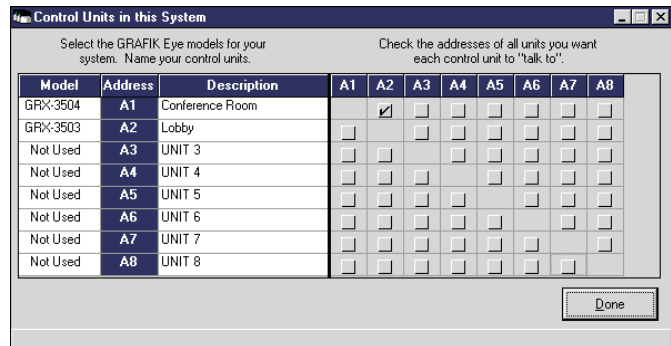 Control Units in this System
Select the GRAFIK Eye models for your
system. Name your control units.
Check the addresses of all units you want
each control unit to "talk to".
Model Address Description A1 A2 A3 A4 A5 A6 A7 A8
GRX-3504 A1 Conference Room
GRX-3503 A2 Lobby
Not Used A3 UNIT 3
Not Used A4 UNIT 4
Not Used A5 UNIT 5
Not Used A6 UNIT 6
Not Used A7 UNIT 7
Not Used A8 UNIT 8
Done